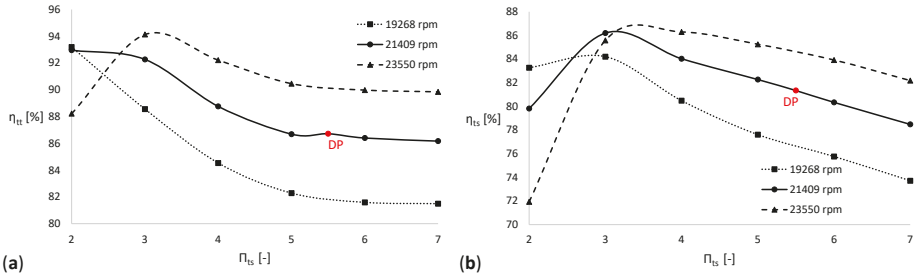 96
94
92
90
88
86
84
82
80
η_tt [%]
19268 rpm
21409 rpm
23550 rpm
DP
2 3 4 5 6 7
Π_ts [-]
(a)
88
86
84
82
80
78
76
74
72
70
η_ts [%]
DP
19268 rpm
21409 rpm
23550 rpm
2 3 4 5 6 7
Π_ts [-]
(b)